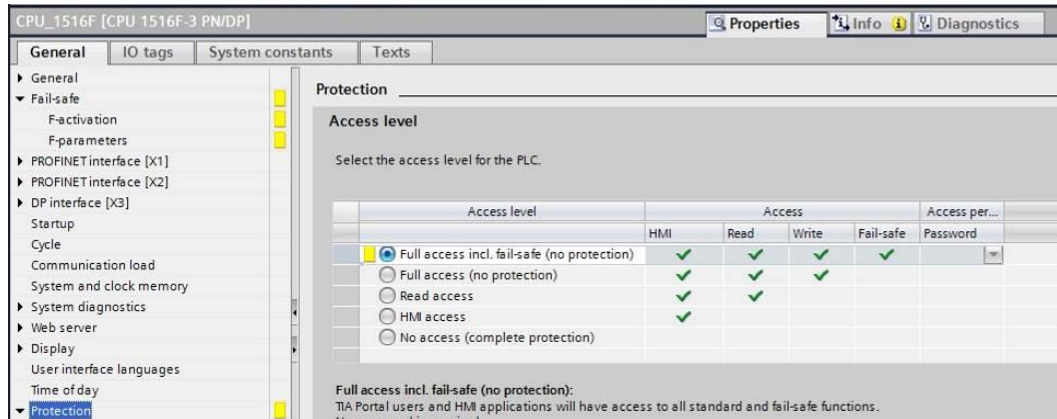 CPU_1516F [CPU 1516F-3 PN/DP]
Properties
Info
Diagnostics
General
IO tags
System constants
Texts
General
Fail-safe
F-activation
F-parameters
PROFINET interface [X1]
PROFINET interface [X2]
DP interface [X3]
Startup
Cycle
Communication load
System and clock memory
System diagnostics
Web server
Display
User interface languages
Time of day
Protection
Protection
Access level
Select the access level for the PLC.
Access level Access Access per...
HMI Read Write Fail-safe Password
Full access incl. fail-safe (no protection)
Full access (no protection)
Read access
HMI access
No access (complete protection)
Full access incl. fail-safe (no protection):
TIA Portal users and HMI applications will have access to all standard and fail-safe functions.